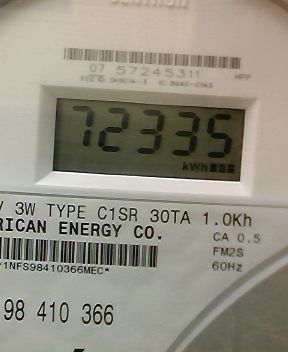 07 57245311
72335
kWh
V 3W TYPE C1SR 30TA 1.0Kh
RICAN ENERGY CO.
CA 0.5
FM2S
*1NFS98410366MEC*
60Hz
98 410 366